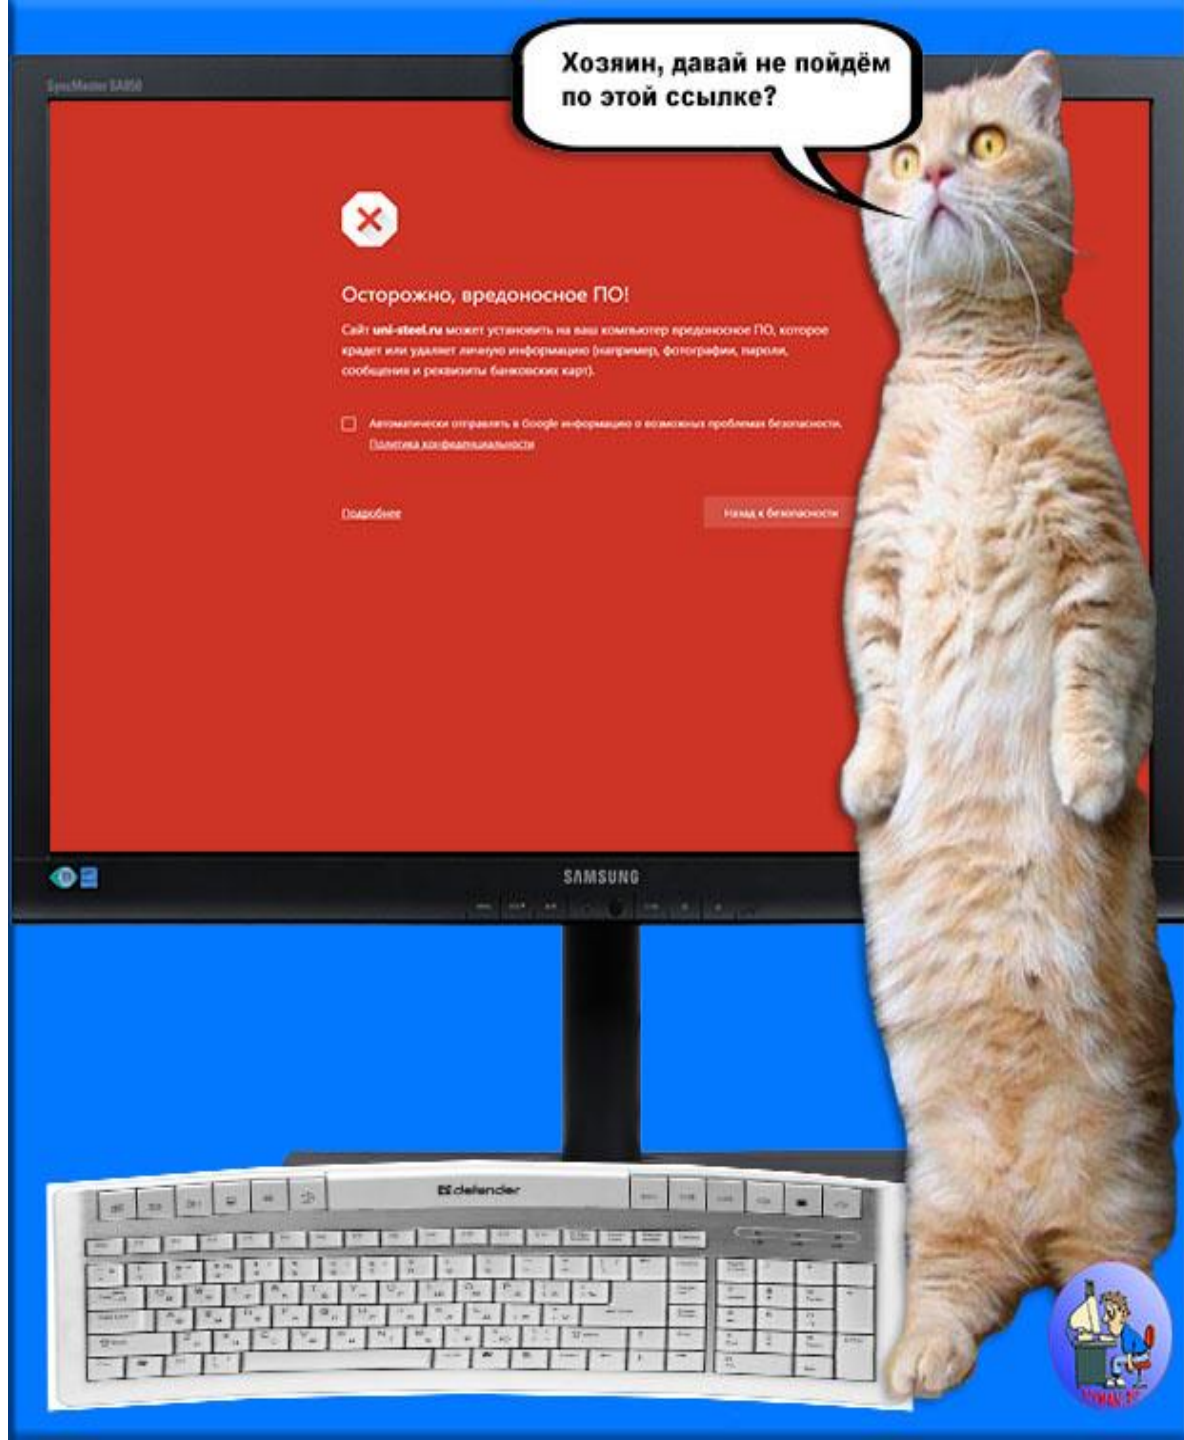 Хозяин, давай не пойдём
по этой ссылке?
SyncMaster SA850
Осторожно, вредоносное ПО!
Сайт uni-steel.ru может установить на ваш компьютер вредоносное ПО, которое
крадет или удаляет личную информацию (например, фотографии, пароли,
сообщения и реквизиты банковских карт).
Автоматически отправлять в Google информацию о возможных проблемах безопасности.
Политика конфиденциальности
Подробнее
Назад к безопасности
SAMSUNG
defender